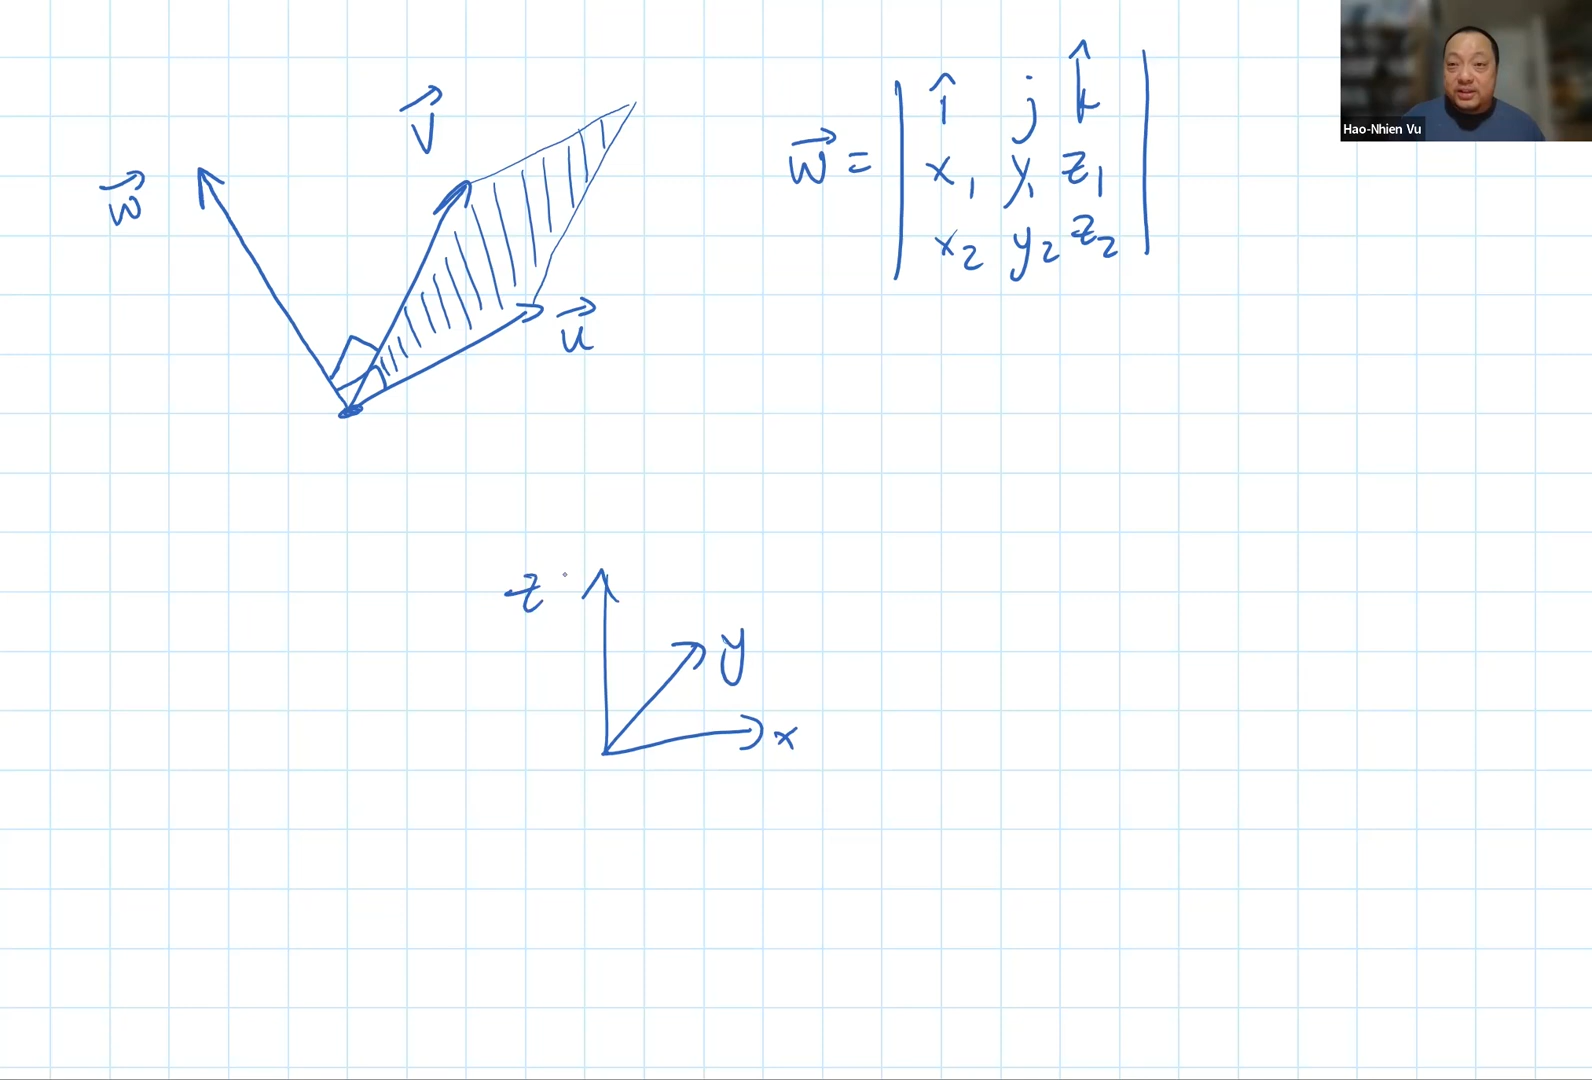 v⃗
w⃗
u⃗
w⃗ = | î j k̂ |
| x₁ y₁ z₁ |
| x₂ y₂ z₂ |
Hao-Nhien Vu
z
y
x